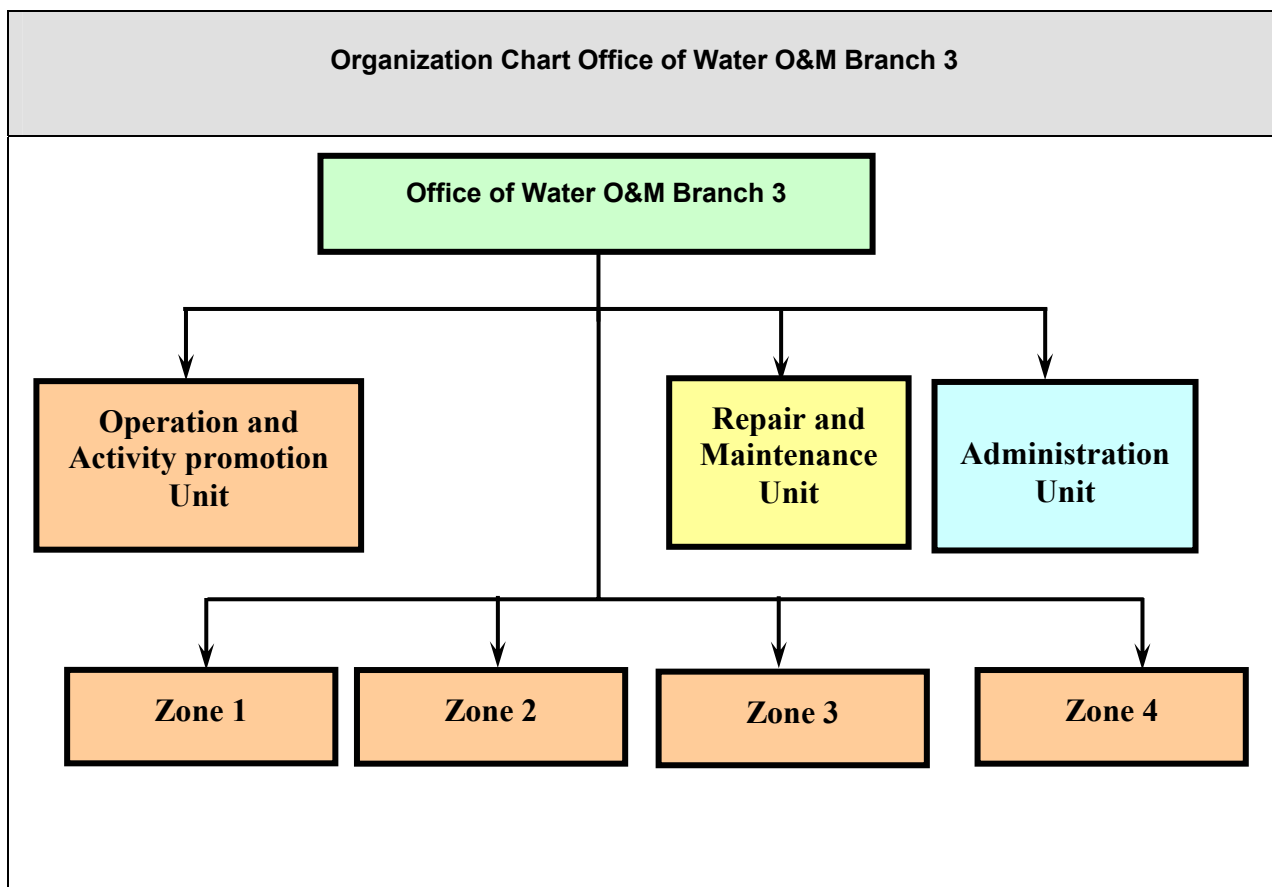 Organization Chart Office of Water O&M Branch 3
Office of Water O&M Branch 3
Operation and
Activity promotion
Unit
Repair and
Maintenance
Unit
Administration
Unit
Zone 1
Zone 2
Zone 3
Zone 4